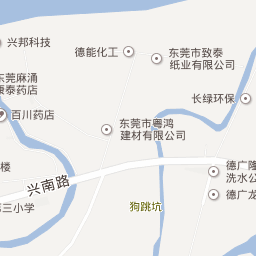 兴邦科技
德能化工
东莞市致泰
纸业有限公司
东莞麻涌
康泰药店
长绿环保
百川药店
东莞市粤鸿
建材有限公司
楼
兴南路
德广隆
洗水公
德广龙
第三小学
狗跳坑